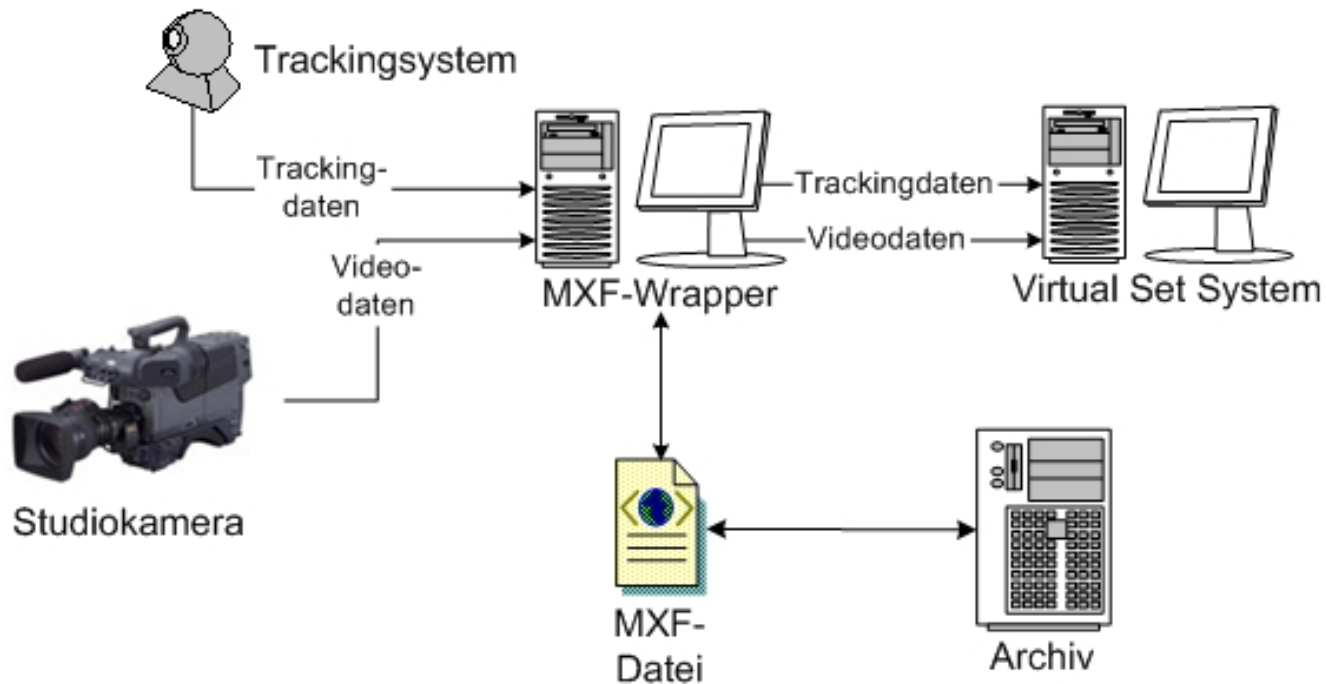 Trackingsystem
Tracking-
daten
Video-
daten
MXF-Wrapper
Trackingdaten
Videodaten
Virtual Set System
Studiokamera
MXF-
Datei
Archiv